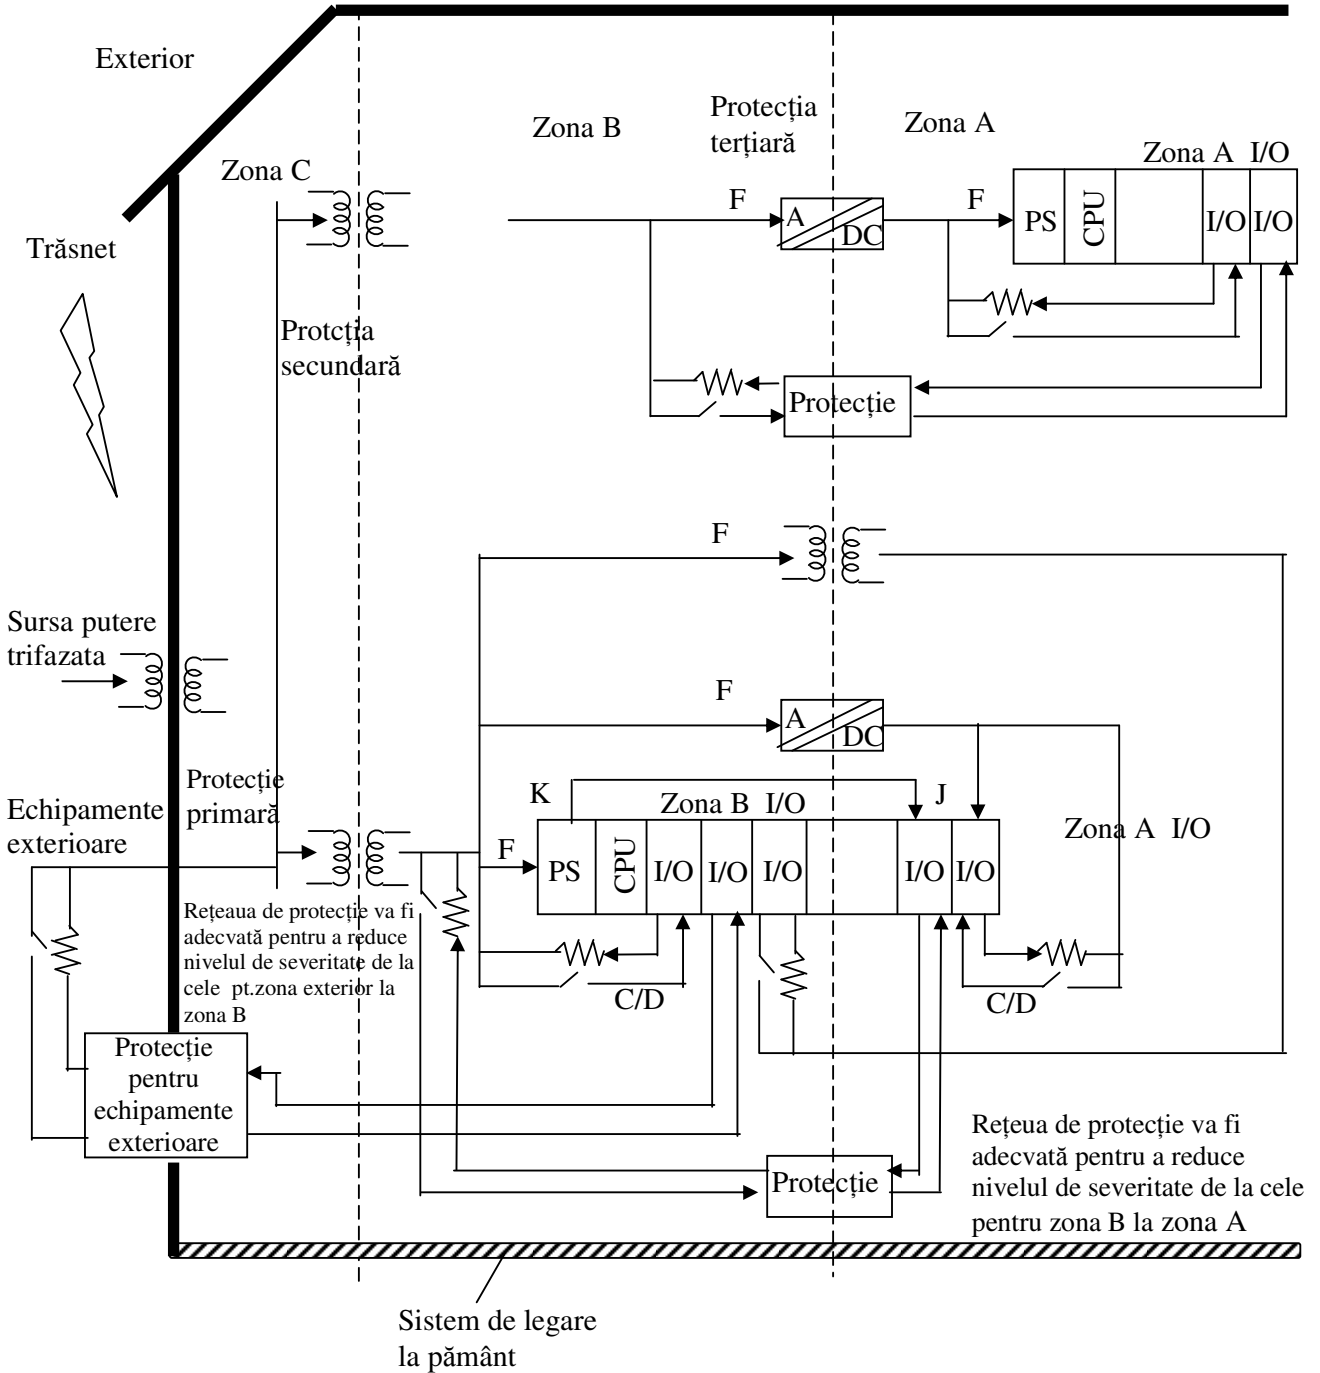 Exterior
Zona C
Zona B
Protecția
terțiară
Zona A
Zona A I/O
Trăsnet
F
A
DC
F
PS
CPU
I/O
I/O
Protcția
secundară
Protecție
F
Sursa putere
trifazata
F
A
DC
Protecție
primară
Echipamente
exterioare
K
Zona B I/O
J
Zona A I/O
F
PS
CPU
I/O
I/O
I/O
I/O
I/O
Rețeaua de protecție va fi
adecvată pentru a reduce
nivelul de severitate de la
cele pt.zona exterior la
zona B
C/D
C/D
Protecție
pentru
echipamente
exterioare
Protecție
Rețeua de protecție va fi
adecvată pentru a reduce
nivelul de severitate de la cele
pentru zona B la zona A
Sistem de legare
la pământ